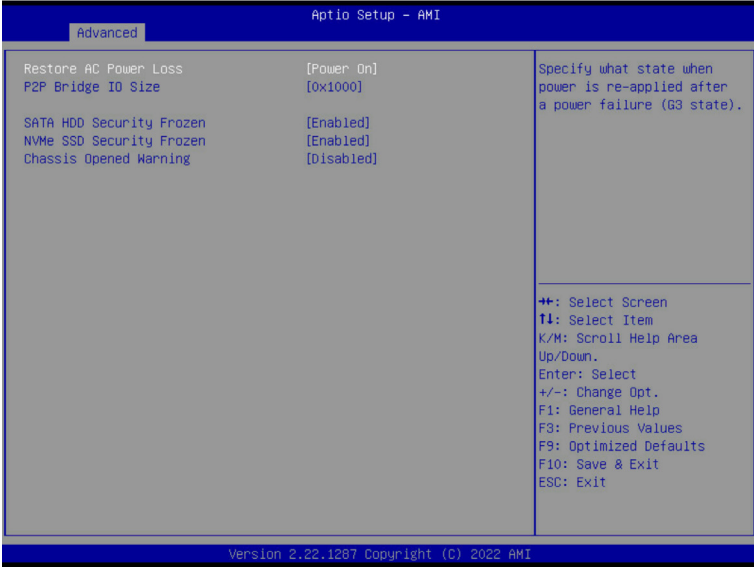 Aptio Setup – AMI
Advanced
Restore AC Power Loss [Power On]
P2P Bridge IO Size [0x1000]
SATA HDD Security Frozen [Enabled]
NVMe SSD Security Frozen [Enabled]
Chassis Opened Warning [Disabled]
Specify what state when
power is re-applied after
a power failure (G3 state).
→←: Select Screen
↑↓: Select Item
K/M: Scroll Help Area
Up/Down.
Enter: Select
+/-: Change Opt.
F1: General Help
F3: Previous Values
F9: Optimized Defaults
F10: Save & Exit
ESC: Exit
Version 2.22.1287 Copyright (C) 2022 AMI